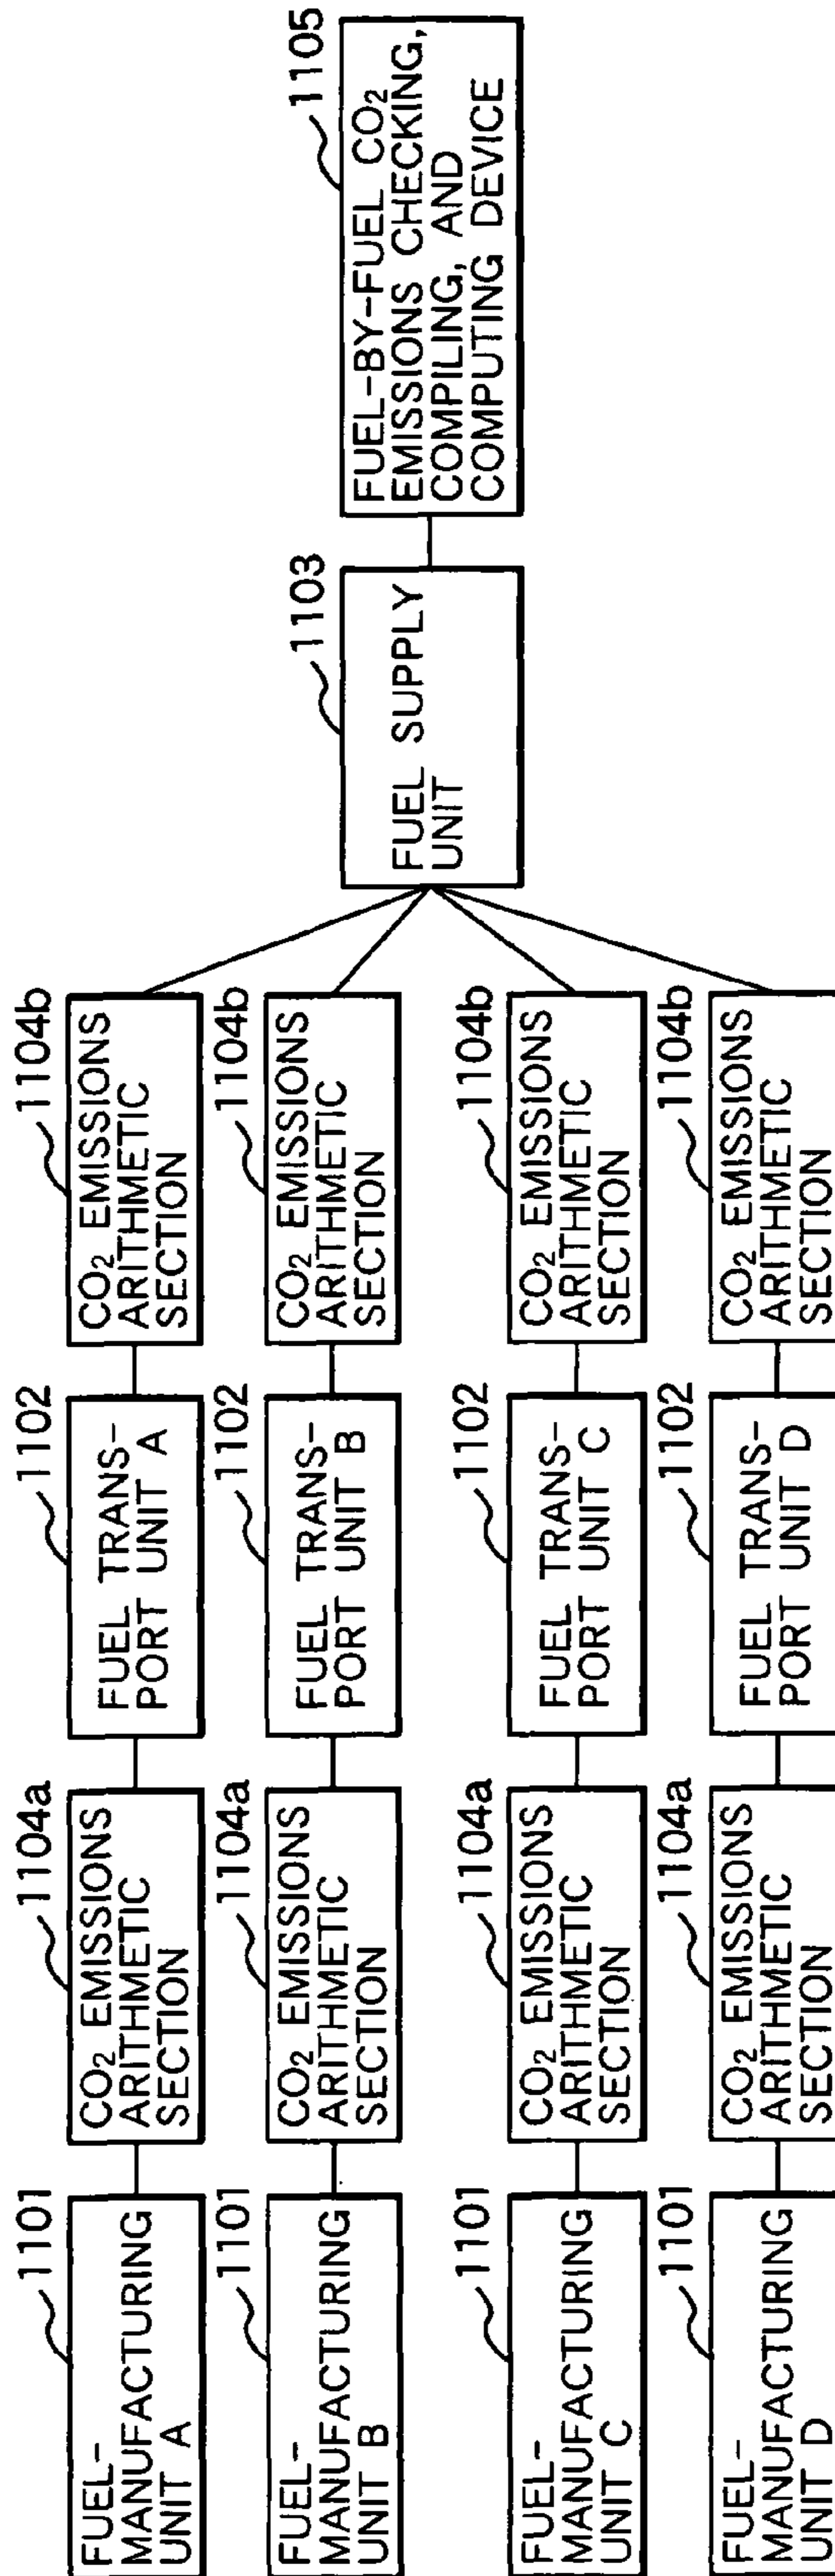 1101
FUEL-
MANUFACTURING
UNIT A
1104a
CO₂ EMISSIONS
ARITHMETIC
SECTION
1102
FUEL TRANS-
PORT UNIT A
1104b
CO₂ EMISSIONS
ARITHMETIC
SECTION
1101
FUEL-
MANUFACTURING
UNIT B
1104a
CO₂ EMISSIONS
ARITHMETIC
SECTION
1102
FUEL TRANS-
PORT UNIT B
1104b
CO₂ EMISSIONS
ARITHMETIC
SECTION
1101
FUEL-
MANUFACTURING
UNIT C
1104a
CO₂ EMISSIONS
ARITHMETIC
SECTION
1102
FUEL TRANS-
PORT UNIT C
1104b
CO₂ EMISSIONS
ARITHMETIC
SECTION
1101
FUEL-
MANUFACTURING
UNIT D
1104a
CO₂ EMISSIONS
ARITHMETIC
SECTION
1102
FUEL TRANS-
PORT UNIT D
1104b
CO₂ EMISSIONS
ARITHMETIC
SECTION
1103
FUEL SUPPLY
UNIT
1105
FUEL-BY-FUEL CO₂
EMISSIONS CHECKING,
COMPILING, AND
COMPUTING DEVICE